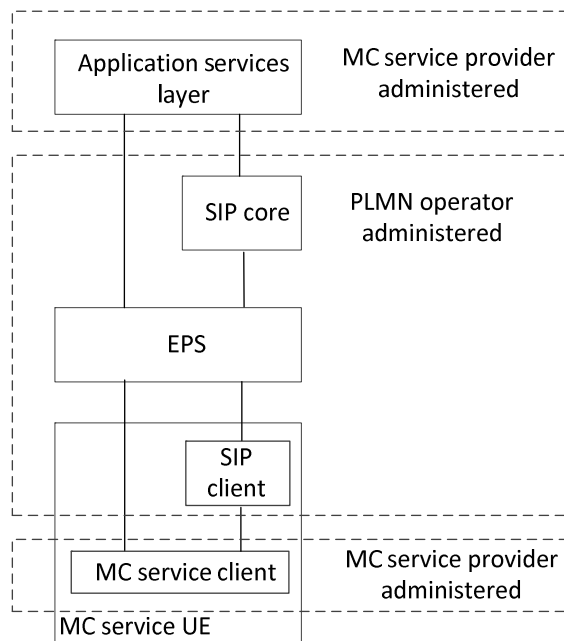 Application services
layer
MC service provider
administered
SIP core
PLMN operator
administered
EPS
SIP
client
MC service client
MC service provider
administered
MC service UE